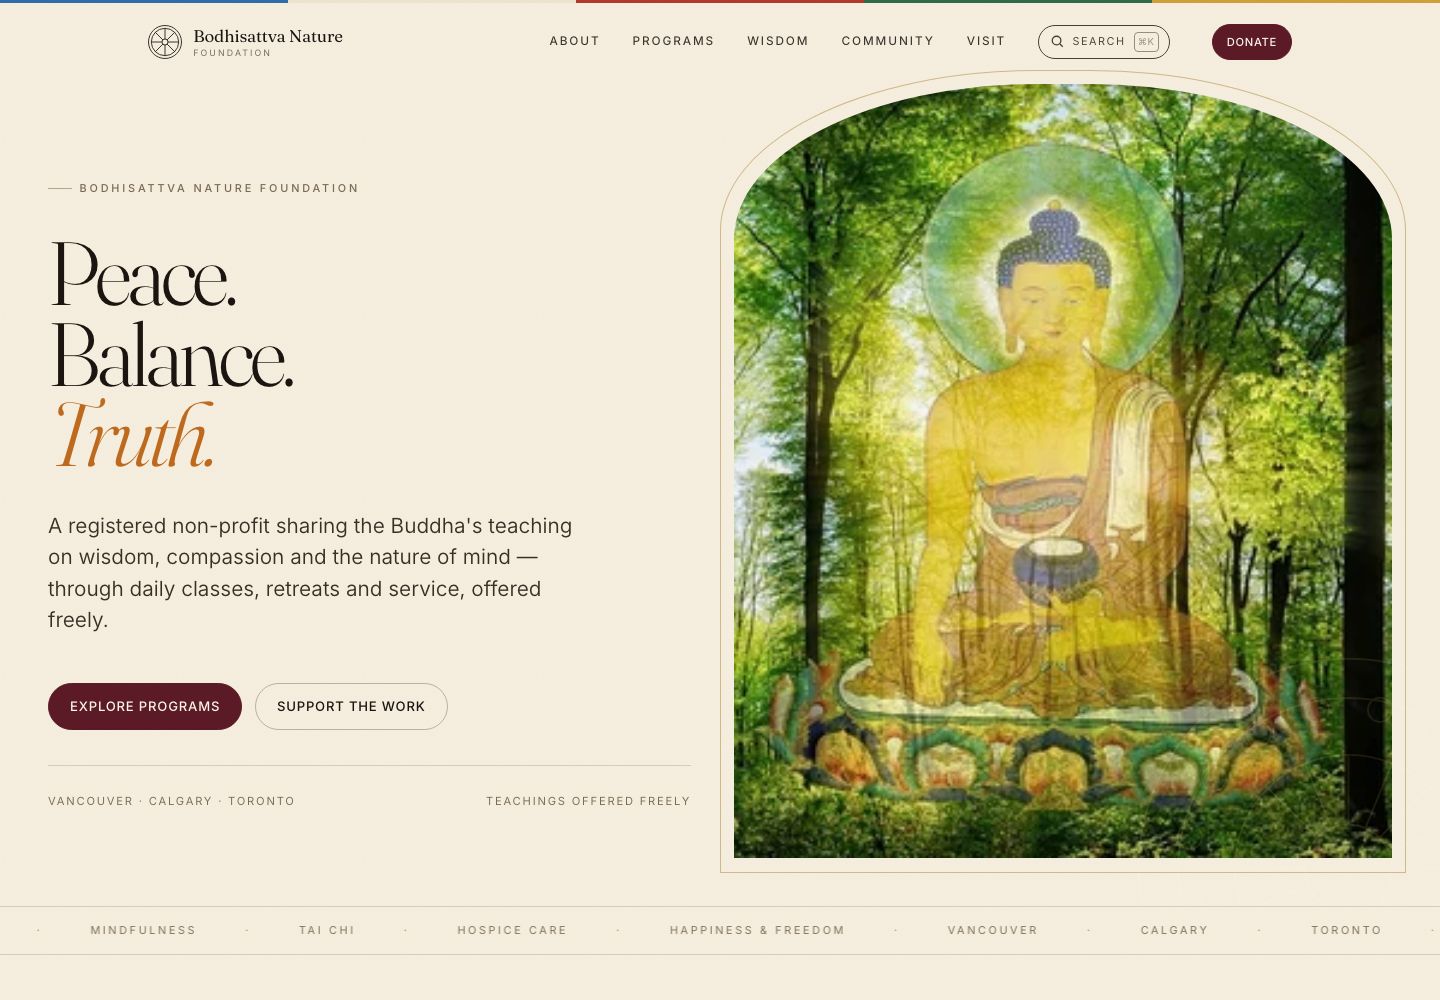 Bodhisattva Nature
FOUNDATION
ABOUT
PROGRAMS
WISDOM
COMMUNITY
VISIT
SEARCH ⌘K
DONATE
BODHISATTVA NATURE FOUNDATION
Peace.
Balance.
Truth.
A registered non-profit sharing the Buddha's teaching
on wisdom, compassion and the nature of mind —
through daily classes, retreats and service, offered
freely.
EXPLORE PROGRAMS
SUPPORT THE WORK
VANCOUVER · CALGARY · TORONTO
TEACHINGS OFFERED FREELY
· MINDFULNESS · TAI CHI · HOSPICE CARE · HAPPINESS & FREEDOM · VANCOUVER · CALGARY · TORONTO ·